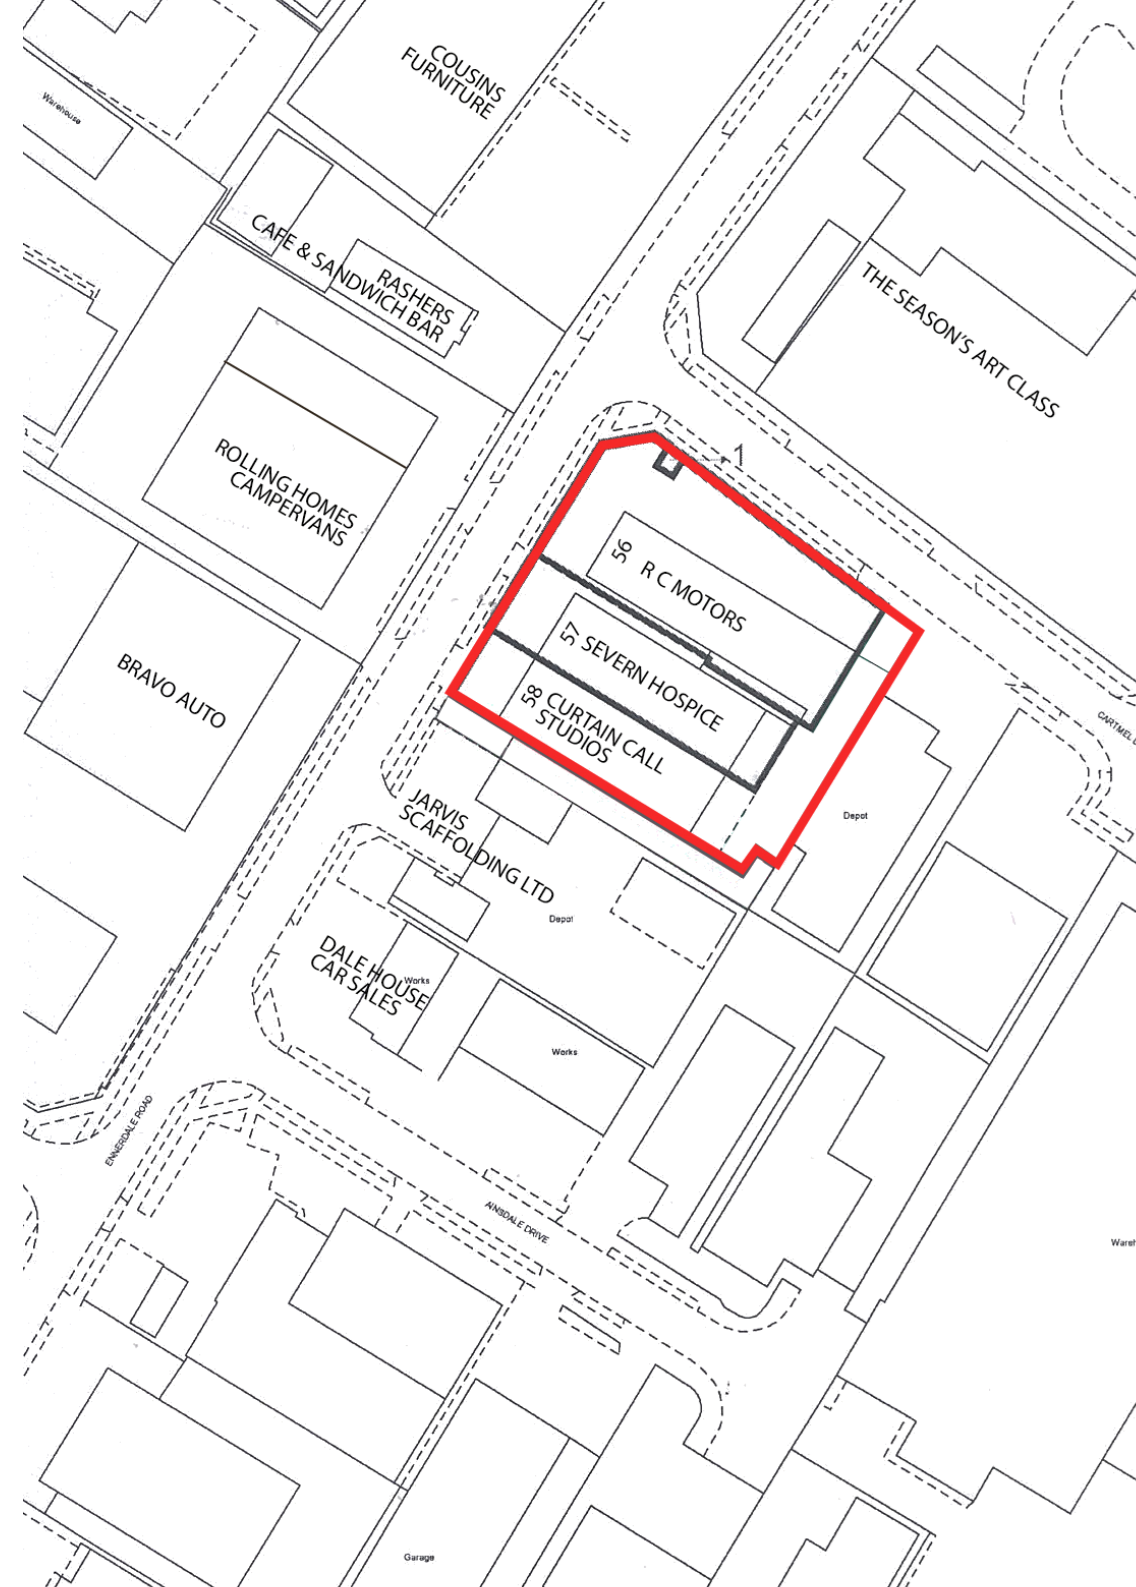 COUSINS
FURNITURE
Warehouse
CAFE & SANDWICH BAR
RASHERS
THE SEASON'S ART CLASS
ROLLING HOMES
CAMPERVANS
1
56
R C MOTORS
57
SEVERN HOSPICE
58
CURTAIN CALL
STUDIOS
BRAVO AUTO
CARTMEL
JARVIS
SCAFFOLDING LTD
Depot
Depot
DALE HOUSE
CAR SALES
Works
Works
ENNERDALE ROAD
AINSDALE DRIVE
Wareh
Garage